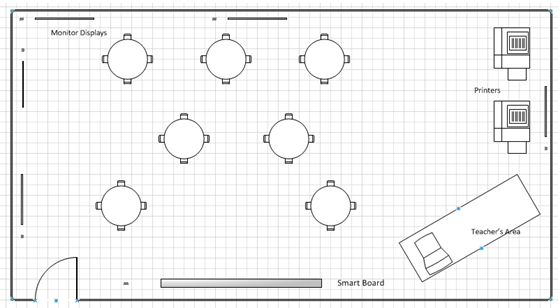 Monitor Displays
Printers
Teacher's Area
Smart Board